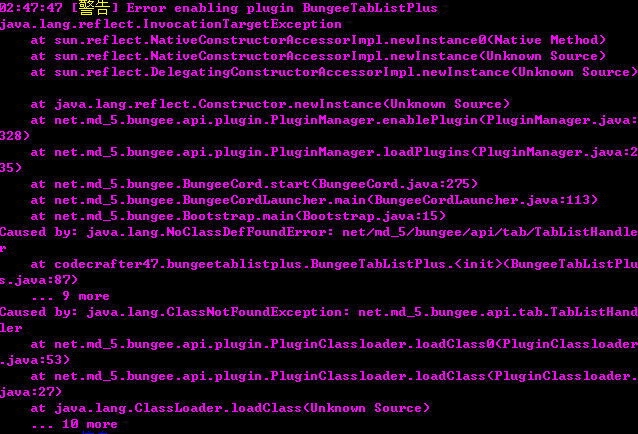 02:47:47 [警告] Error enabling plugin BungeeTabListPlus
java.lang.reflect.InvocationTargetException
at sun.reflect.NativeConstructorAccessorImpl.newInstance0(Native Method)
at sun.reflect.NativeConstructorAccessorImpl.newInstance(Unknown Source)
at sun.reflect.DelegatingConstructorAccessorImpl.newInstance(Unknown Source)
at java.lang.reflect.Constructor.newInstance(Unknown Source)
at net.md_5.bungee.api.plugin.PluginManager.enablePlugin(PluginManager.java:
328)
at net.md_5.bungee.api.plugin.PluginManager.loadPlugins(PluginManager.java:2
35)
at net.md_5.bungee.BungeeCord.start(BungeeCord.java:275)
at net.md_5.bungee.BungeeCordLauncher.main(BungeeCordLauncher.java:113)
at net.md_5.bungee.Bootstrap.main(Bootstrap.java:15)
Caused by: java.lang.NoClassDefFoundError: net/md_5/bungee/api/tab/TabListHandle
r
at codecrafter47.bungeetablistplus.BungeeTabListPlus.<init>(BungeeTabListPlu
s.java:87)
... 9 more
Caused by: java.lang.ClassNotFoundException: net.md_5.bungee.api.tab.TabListHand
ler
at net.md_5.bungee.api.plugin.PluginClassloader.loadClass0(PluginClassloader
.java:53)
at net.md_5.bungee.api.plugin.PluginClassloader.loadClass(PluginClassloader.
java:27)
at java.lang.ClassLoader.loadClass(Unknown Source)
... 10 more